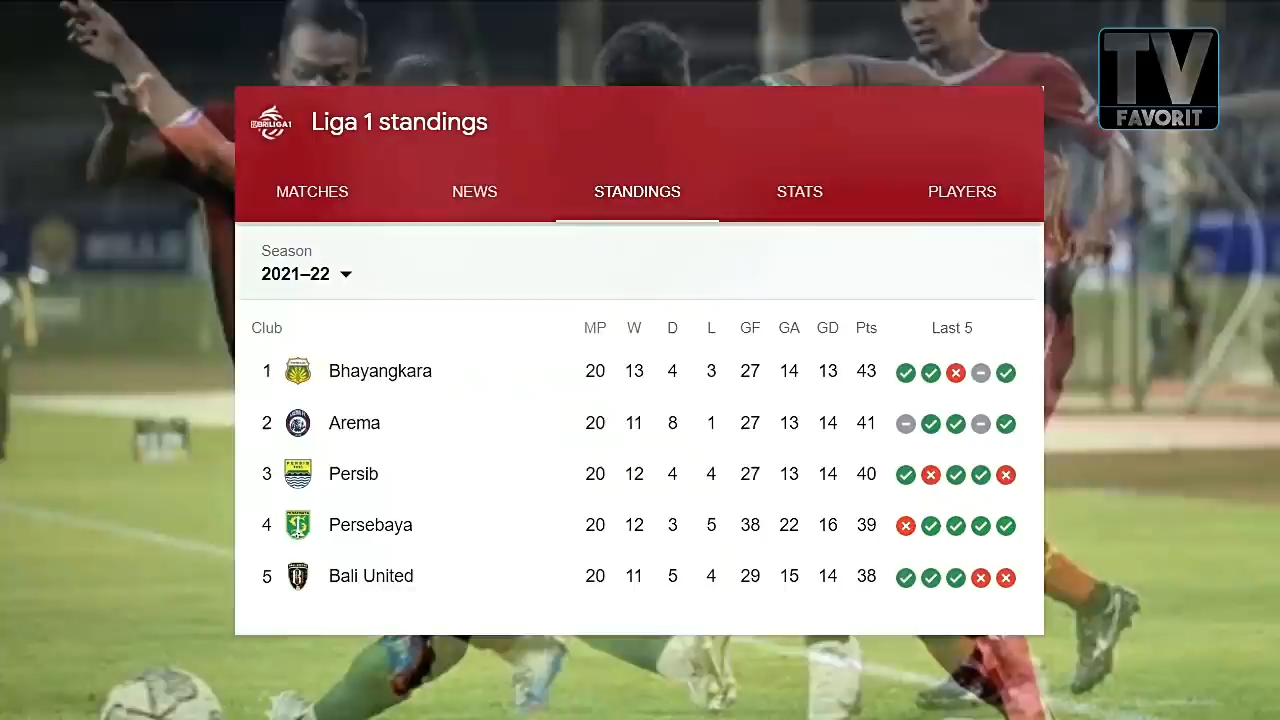 TV
FAVORIT
BRI LIGA 1
Liga 1 standings
MATCHES NEWS STANDINGS STATS PLAYERS
Season
2021–22
Club MP W D L GF GA GD Pts Last 5
1 Bhayangkara 20 13 4 3 27 14 13 43
2 Arema 20 11 8 1 27 13 14 41
3 Persib 20 12 4 4 27 13 14 40
4 Persebaya 20 12 3 5 38 22 16 39
5 Bali United 20 11 5 4 29 15 14 38